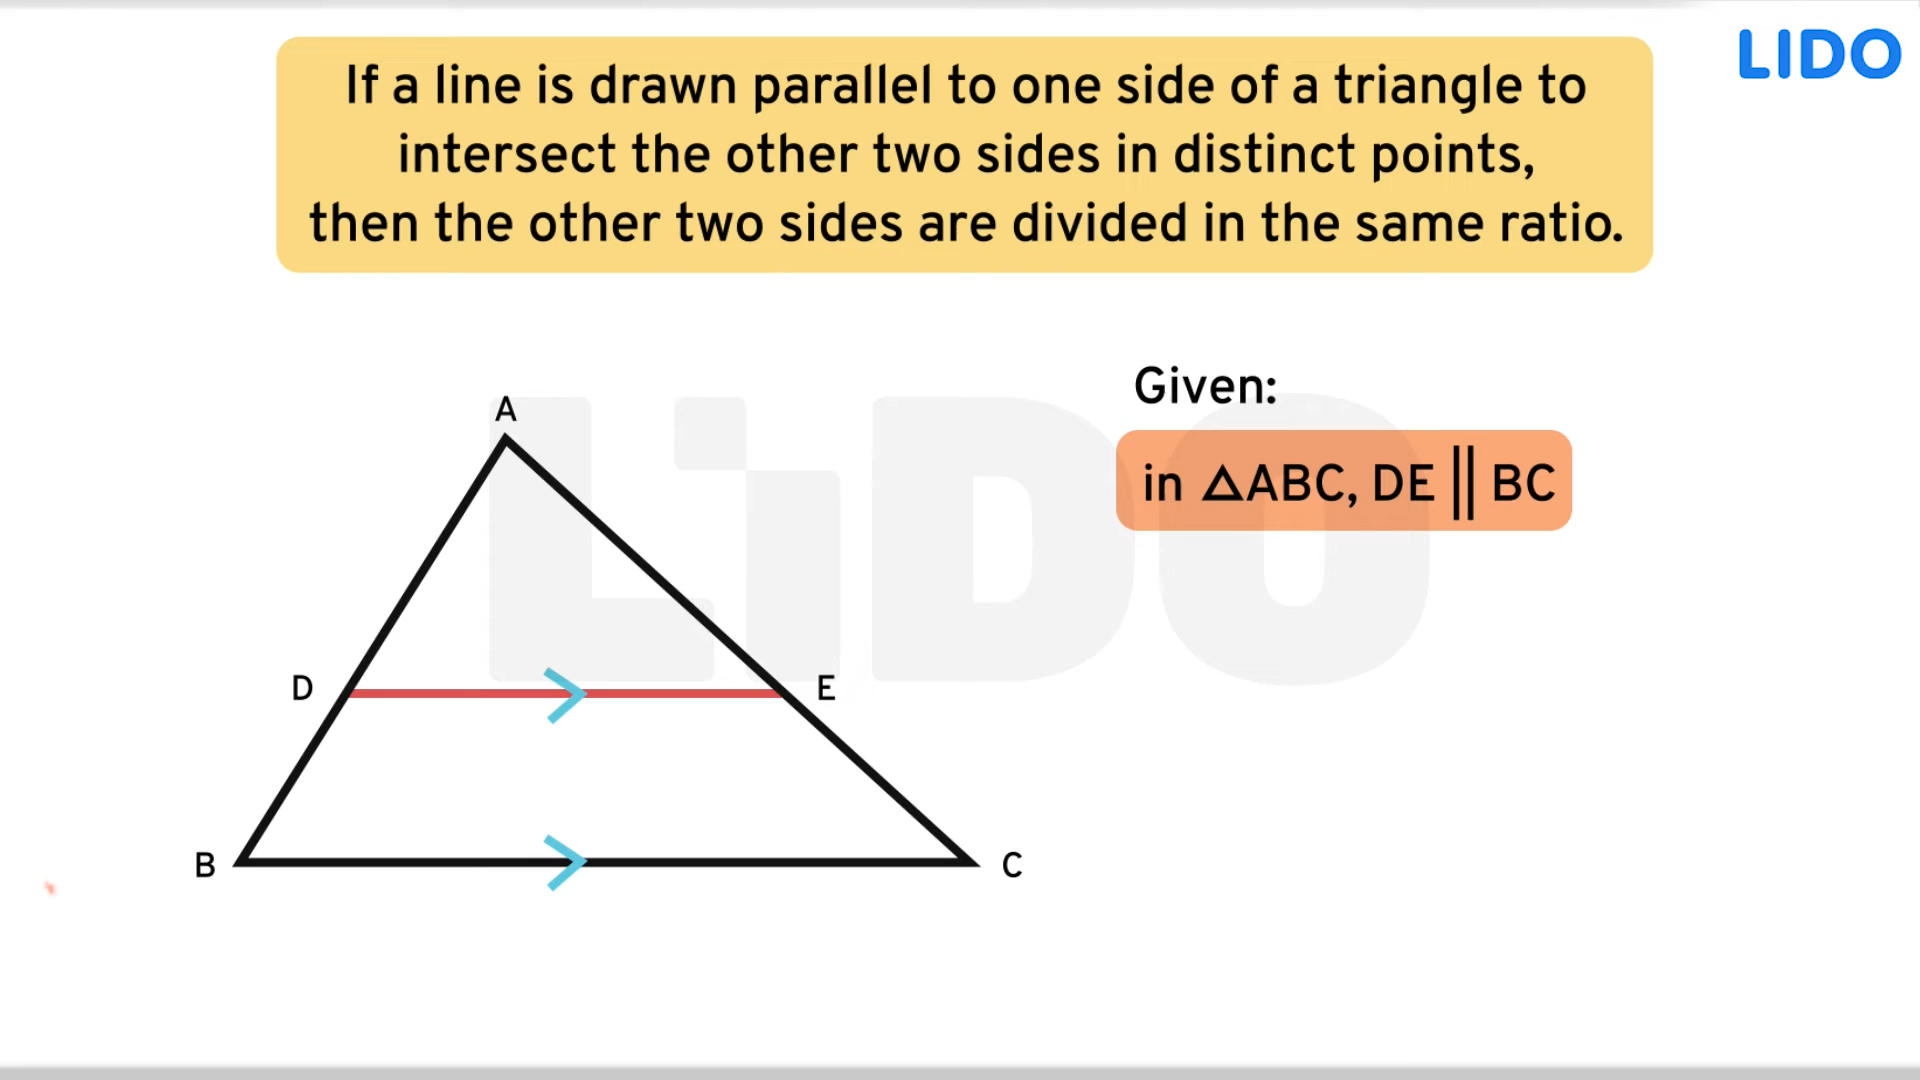 LIDO
If a line is drawn parallel to one side of a triangle to
intersect the other two sides in distinct points,
then the other two sides are divided in the same ratio.
LiDO
Given:
in △ABC, DE || BC
A
D
E
B
C